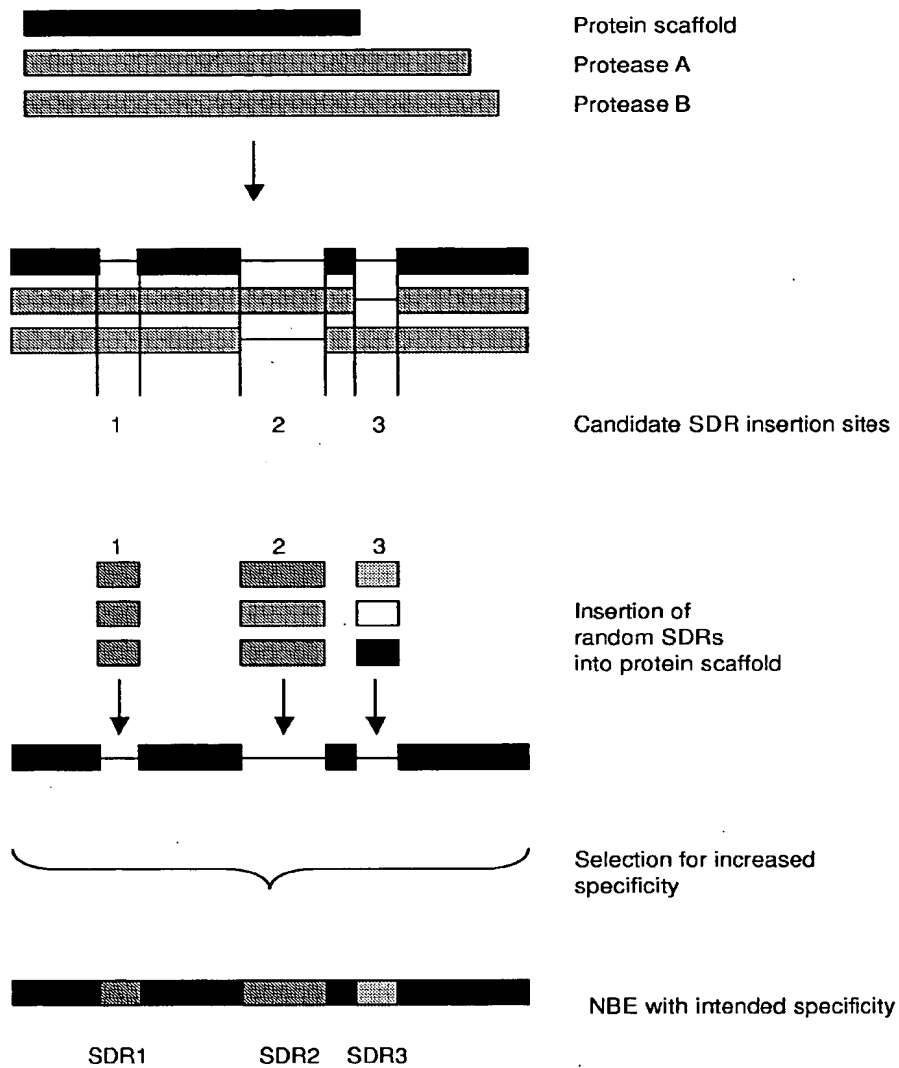 Protein scaffold
Protease A
Protease B
1 2 3
Candidate SDR insertion sites
1 2 3
Insertion of
random SDRs
into protein scaffold
Selection for increased
specificity
NBE with intended specificity
SDR1 SDR2 SDR3